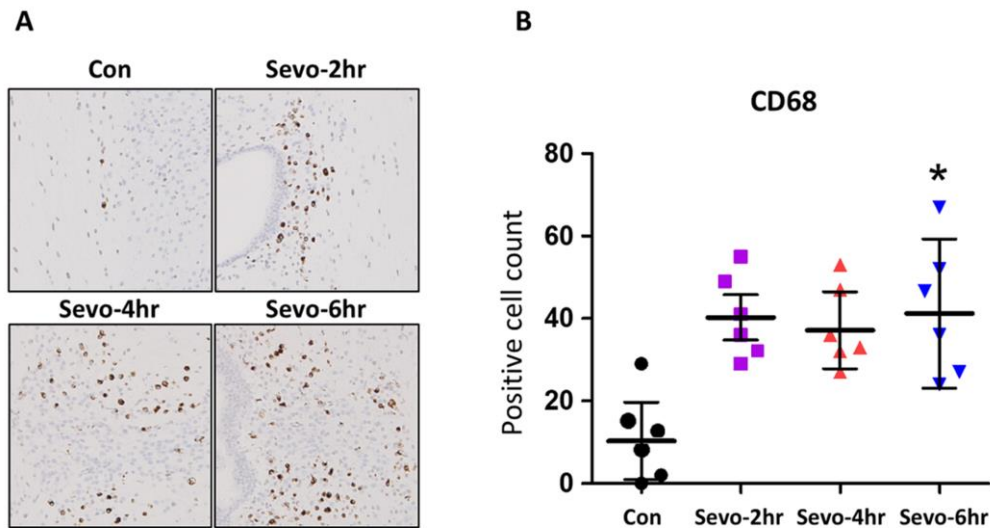 A
Con
Sevo-2hr
Sevo-4hr
Sevo-6hr
B
CD68
Positive cell count
80
60
40
20
0
*
Con
Sevo-2hr
Sevo-4hr
Sevo-6hr